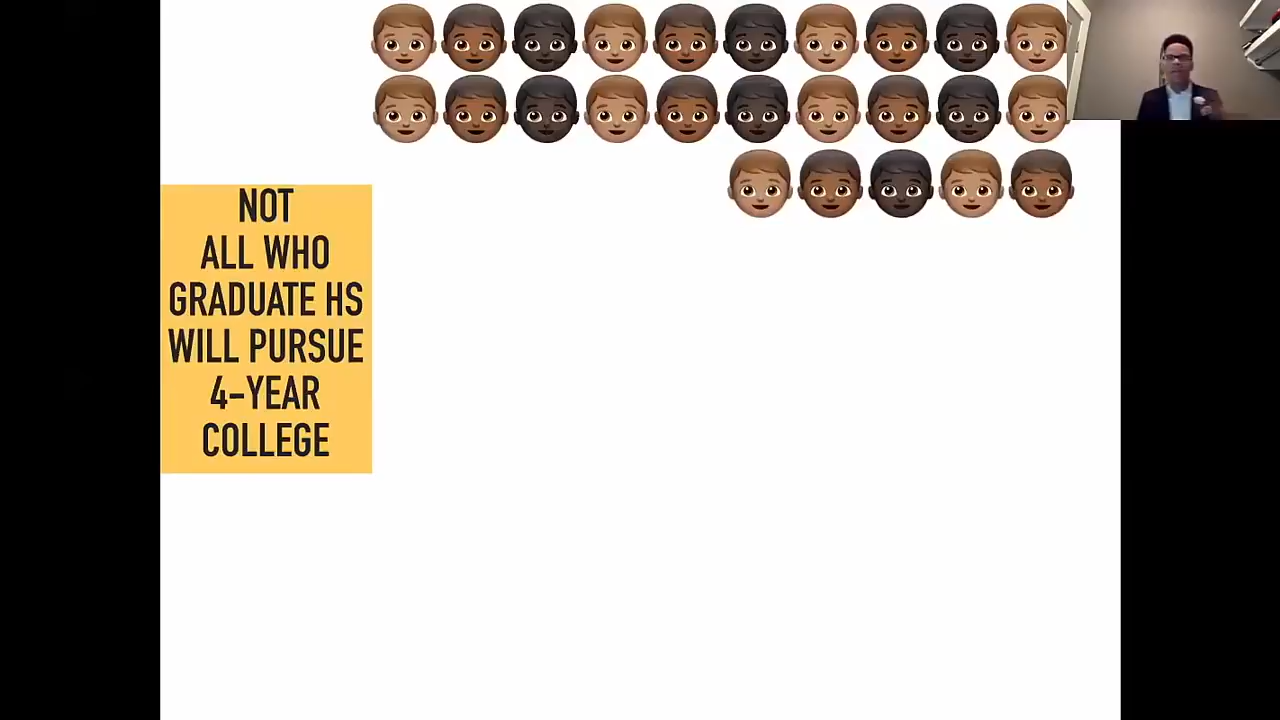 NOT
ALL WHO
GRADUATE HS
WILL PURSUE
4-YEAR
COLLEGE